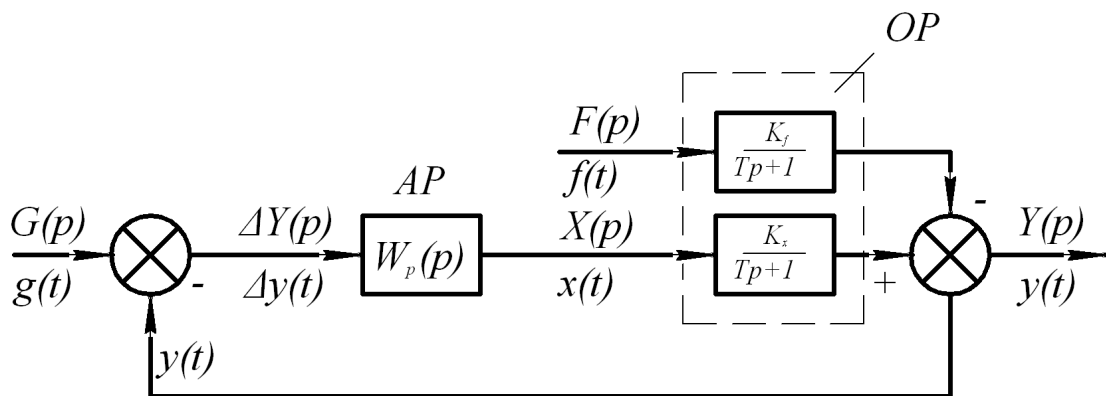 OP
F(p)
f(t)
K_f
Tp+1
-
AP
G(p)
g(t)
-
ΔY(p)
Δy(t)
W_p(p)
X(p)
x(t)
K_x
Tp+1
+
Y(p)
y(t)
y(t)